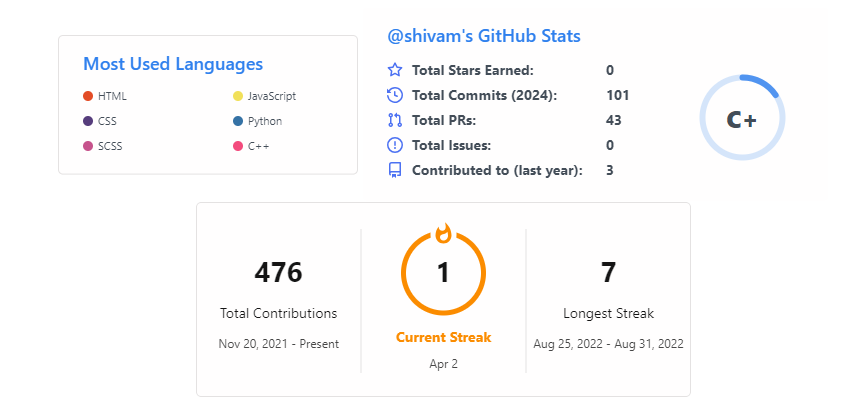 Most Used Languages
HTML
JavaScript
CSS
Python
SCSS
C++
@shivam's GitHub Stats
Total Stars Earned: 0
Total Commits (2024): 101
Total PRs: 43
Total Issues: 0
Contributed to (last year): 3
C+
476
Total Contributions
Nov 20, 2021 - Present
1
Current Streak
Apr 2
7
Longest Streak
Aug 25, 2022 - Aug 31, 2022